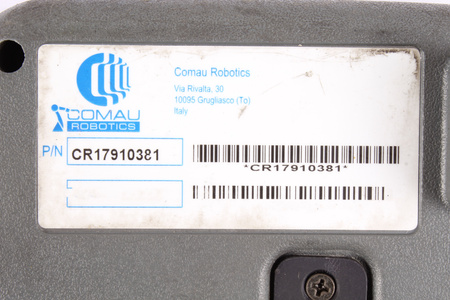 COMAU
ROBOTICS
Comau Robotics
Via Rivalta, 30
10095 Grugliasco (To)
Italy
P/N CR17910381
*CR17910381*